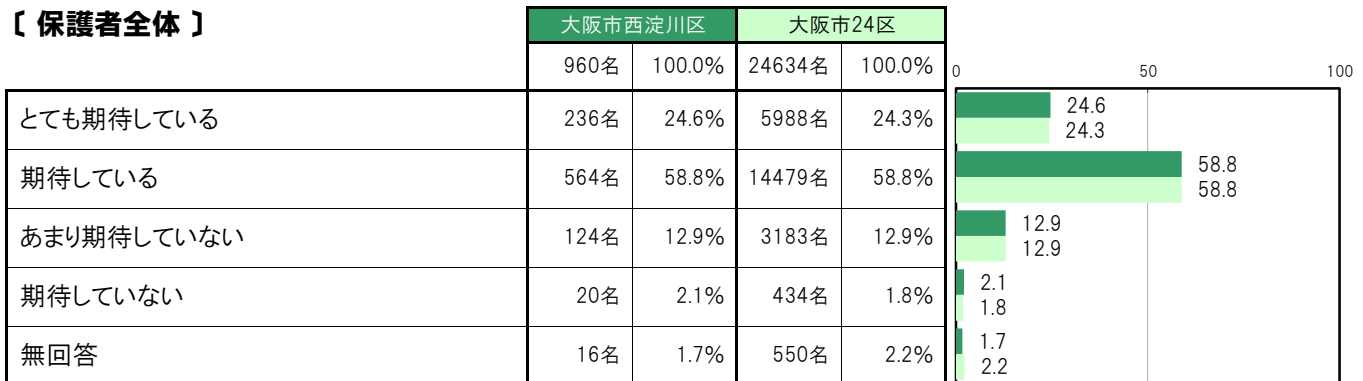 〔 保護者全体 〕
大阪市西淀川区 大阪市24区
960名 100.0% 24634名 100.0%
0 50 100
とても期待している 236名 24.6% 5988名 24.3% 24.6
24.3
期待している 564名 58.8% 14479名 58.8% 58.8
58.8
あまり期待していない 124名 12.9% 3183名 12.9% 12.9
12.9
期待していない 20名 2.1% 434名 1.8% 2.1
1.8
無回答 16名 1.7% 550名 2.2% 1.7
2.2